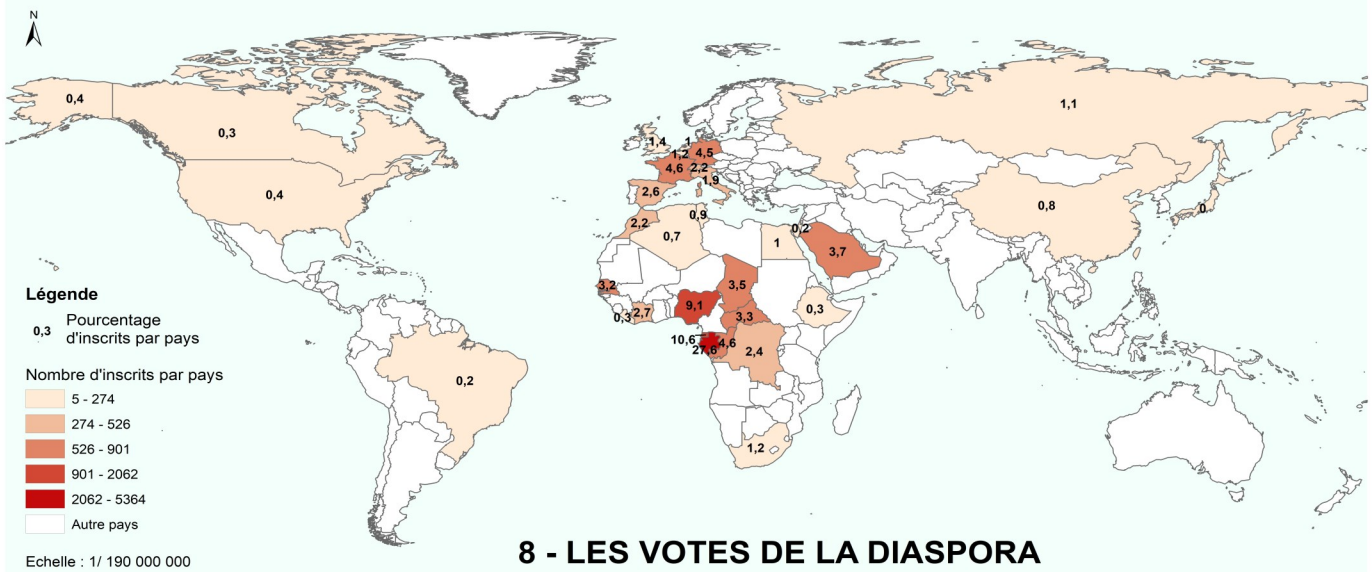 N
0,4
0,3
0,4
0,2
1,4
1
1,2
4,5
4,6
2,2
1,9
2,6
2,2
0,9
0,7
1
0,2
3,7
1,1
0,8
0
3,2
0,3
2,7
9,1
3,5
3,3
0,3
10,6
27,6
4,6
2,4
1,2
Légende
0,3 Pourcentage
d'inscrits par pays
Nombre d'inscrits par pays
5 - 274
274 - 526
526 - 901
901 - 2062
2062 - 5364
Autre pays
Echelle : 1/ 190 000 000
8 - LES VOTES DE LA DIASPORA